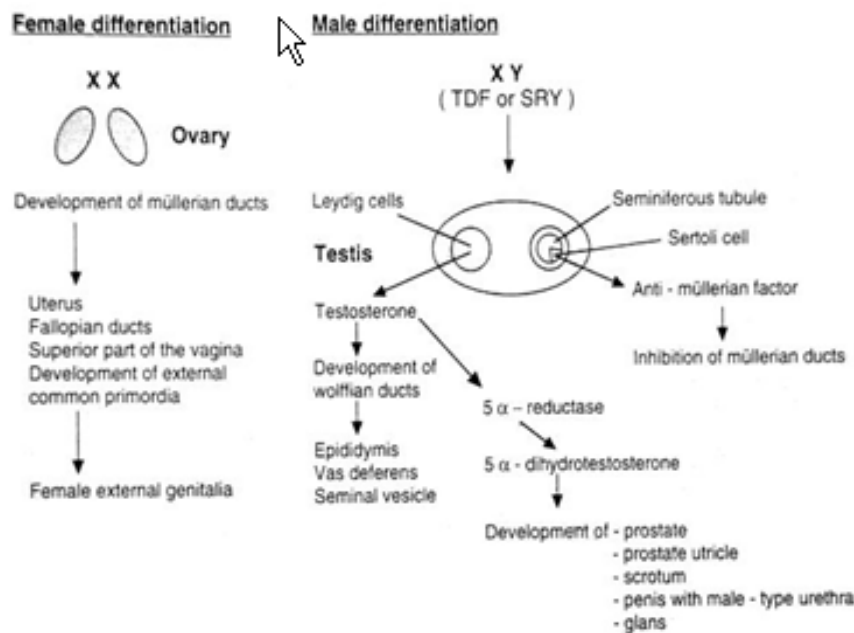 Female differentiation
X X
Ovary
Development of müllerian ducts
Uterus
Fallopian ducts
Superior part of the vagina
Development of external
common primordia
Female external genitalia
Male differentiation
X Y
( TDF or SRY )
Leydig cells
Seminiferous tubule
Sertoli cell
Testis
Anti - müllerian factor
Testosterone
Inhibition of müllerian ducts
Development of
wolffian ducts
5 α – reductase
Epididymis
Vas deferens
Seminal vesicle
5 α - dihydrotestosterone
Development of - prostate
- prostate utricle
- scrotum
- penis with male - type urethra
- glans